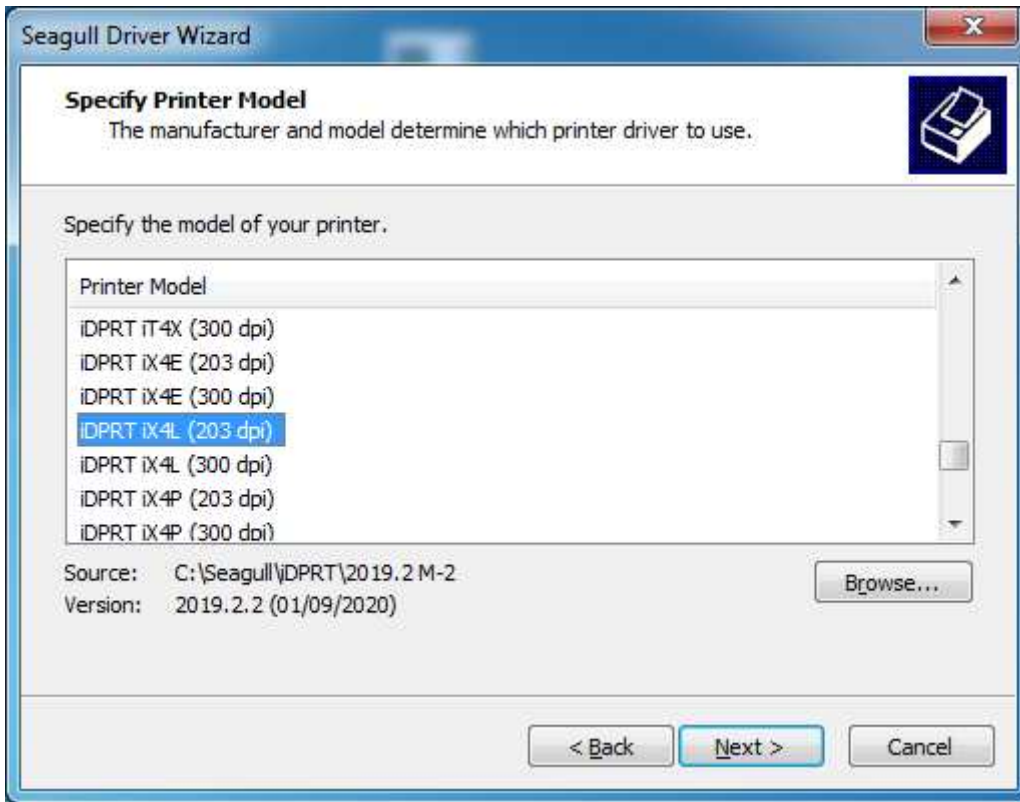 Seagull Driver Wizard
Specify Printer Model
The manufacturer and model determine which printer driver to use.
Specify the model of your printer.
Printer Model
iDPRT iT4X (300 dpi)
iDPRT iX4E (203 dpi)
iDPRT iX4E (300 dpi)
iDPRT iX4L (203 dpi)
iDPRT iX4L (300 dpi)
iDPRT iX4P (203 dpi)
iDPRT iX4P (300 dpi)
Source: C:\Seagull\iDPRT\2019.2 M-2
Version: 2019.2.2 (01/09/2020)
Browse...
< Back
Next >
Cancel